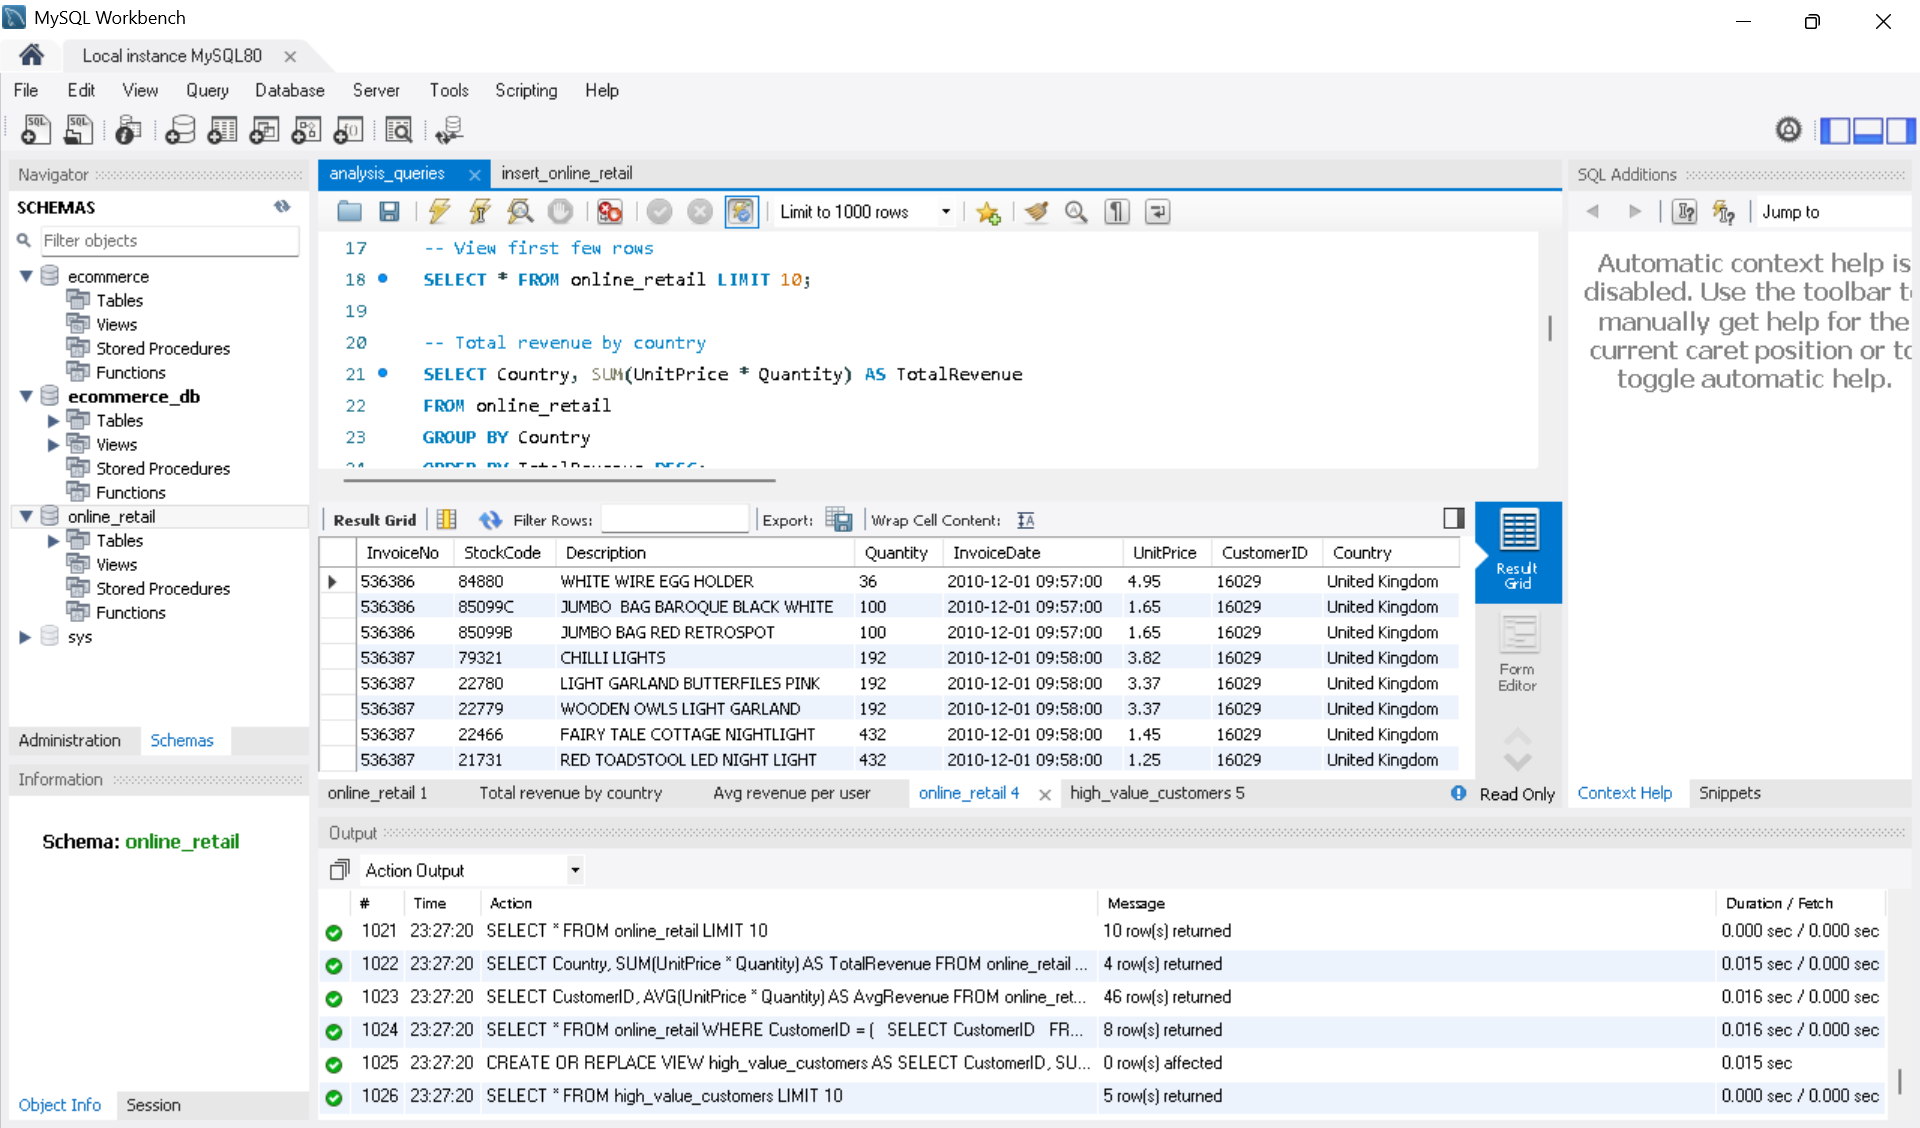 MySQL Workbench
Local instance MySQL80
File Edit View Query Database Server Tools Scripting Help
Navigator
SCHEMAS
Filter objects
ecommerce
Tables
Views
Stored Procedures
Functions
ecommerce_db
Tables
Views
Stored Procedures
Functions
online_retail
Tables
Views
Stored Procedures
Functions
sys
Administration Schemas
Information
Schema: online_retail
Object Info Session
analysis_queries insert_online_retail
Limit to 1000 rows
17 -- View first few rows
18 SELECT * FROM online_retail LIMIT 10;
19
20 -- Total revenue by country
21 SELECT Country, SUM(UnitPrice * Quantity) AS TotalRevenue
22 FROM online_retail
23 GROUP BY Country
24 ORDER BY TotalRevenue DESC;
Result Grid Filter Rows: Export: Wrap Cell Content:
InvoiceNo StockCode Description Quantity InvoiceDate UnitPrice CustomerID Country
536386 84880 WHITE WIRE EGG HOLDER 36 2010-12-01 09:57:00 4.95 16029 United Kingdom
536386 85099C JUMBO  BAG BAROQUE BLACK WHITE 100 2010-12-01 09:57:00 1.65 16029 United Kingdom
536386 85099B JUMBO BAG RED RETROSPOT 100 2010-12-01 09:57:00 1.65 16029 United Kingdom
536387 79321 CHILLI LIGHTS 192 2010-12-01 09:58:00 3.82 16029 United Kingdom
536387 22780 LIGHT GARLAND BUTTERFILES PINK 192 2010-12-01 09:58:00 3.37 16029 United Kingdom
536387 22779 WOODEN OWLS LIGHT GARLAND 192 2010-12-01 09:58:00 3.37 16029 United Kingdom
536387 22466 FAIRY TALE COTTAGE NIGHTLIGHT 432 2010-12-01 09:58:00 1.45 16029 United Kingdom
536387 21731 RED TOADSTOOL LED NIGHT LIGHT 432 2010-12-01 09:58:00 1.25 16029 United Kingdom
Result
Grid
Form
Editor
online_retail 1 Total revenue by country Avg revenue per user online_retail 4 high_value_customers 5 Read Only
SQL Additions
Jump to
Automatic context help is
disabled. Use the toolbar t
manually get help for the
current caret position or to
toggle automatic help.
Context Help Snippets
Output
Action Output
# Time Action Message Duration / Fetch
1021 23:27:20 SELECT * FROM online_retail LIMIT 10 10 row(s) returned 0.000 sec / 0.000 sec
1022 23:27:20 SELECT Country, SUM(UnitPrice * Quantity) AS TotalRevenue FROM online_retail ... 4 row(s) returned 0.015 sec / 0.000 sec
1023 23:27:20 SELECT CustomerID, AVG(UnitPrice * Quantity) AS AvgRevenue FROM online_ret... 46 row(s) returned 0.016 sec / 0.000 sec
1024 23:27:20 SELECT * FROM online_retail WHERE CustomerID = (   SELECT CustomerID   FR... 8 row(s) returned 0.016 sec / 0.000 sec
1025 23:27:20 CREATE OR REPLACE VIEW high_value_customers AS SELECT CustomerID, SU... 0 row(s) affected 0.015 sec
1026 23:27:20 SELECT * FROM high_value_customers LIMIT 10 5 row(s) returned 0.000 sec / 0.000 sec